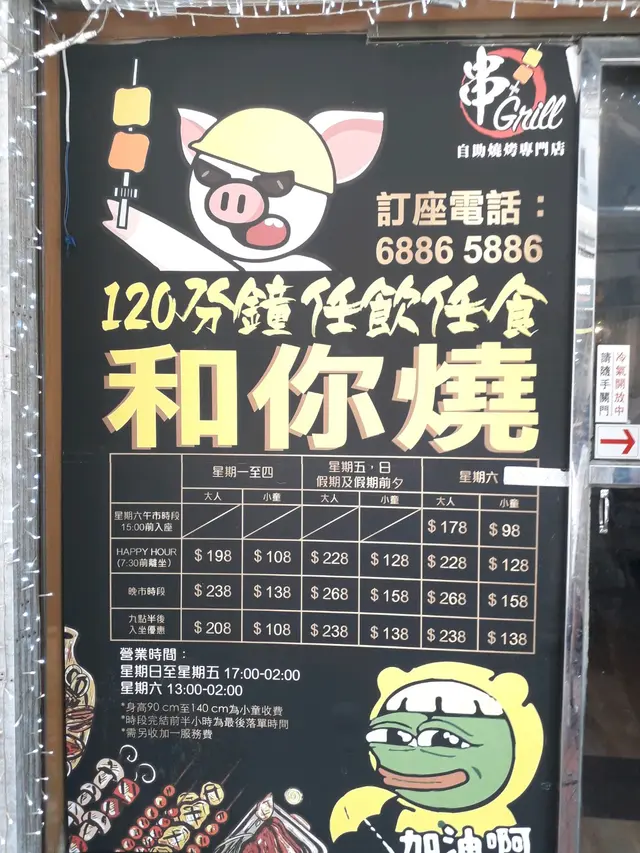 串
Grill
自助燒烤專門店
訂座電話：
6886 5886
120分鐘任飲任食
和你燒
星期一至四 星期五，日 假期及假期前夕 星期六
大人 小童 大人 小童 大人 小童
星期六午市時段 15:00前入座 $178 $98
HAPPY HOUR (7:30前離坐) $198 $108 $228 $128 $228 $128
晚市時段 $238 $138 $268 $158 $268 $158
九點半後 入坐優惠 $208 $108 $238 $138 $238 $138
營業時間：
星期日至星期五 17:00-02:00
星期六 13:00-02:00
*身高90 cm至140 cm為小童收費
*時段完結前半小時為最後落單時間
*需另收加一服務費
加油啊
冷氣開放中
請隨手關門